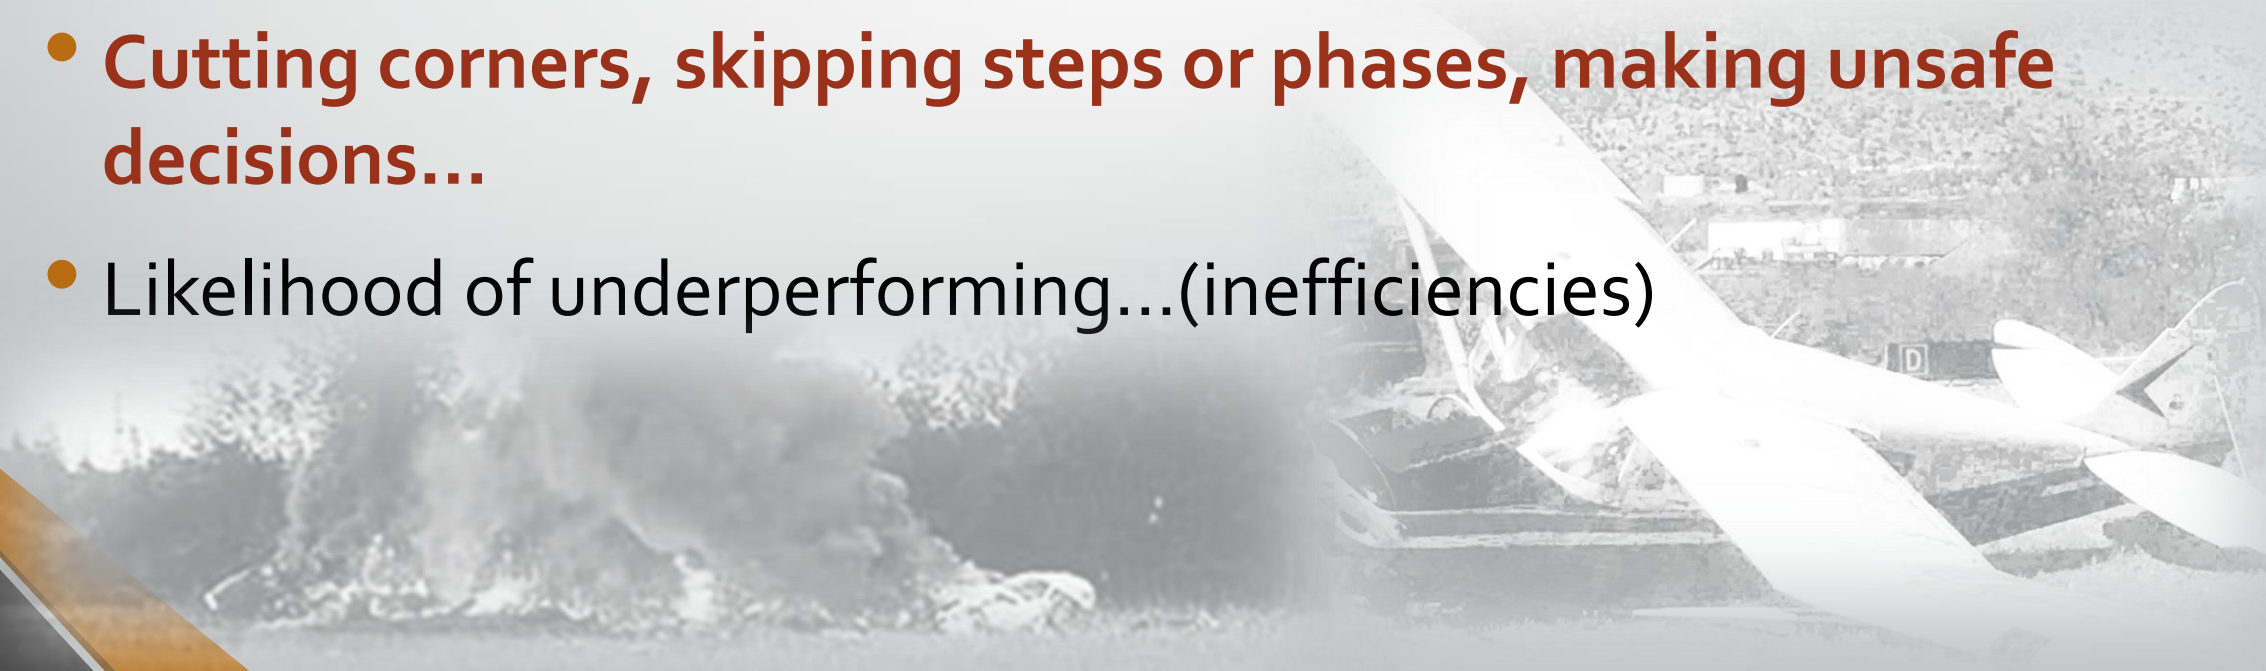 • Cutting corners, skipping steps or phases, making unsafe
decisions...
• Likelihood of underperforming...(inefficiencies)
D